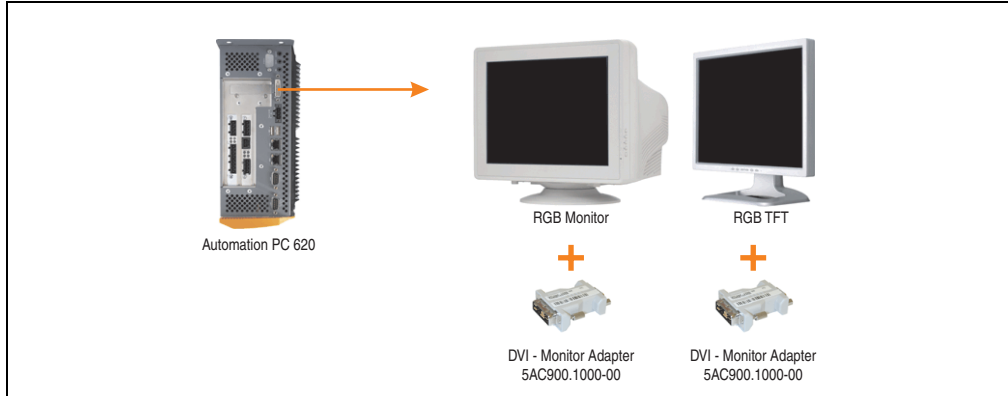 RGB Monitor
RGB TFT
Automation PC 620
DVI - Monitor Adapter
5AC900.1000-00
DVI - Monitor Adapter
5AC900.1000-00